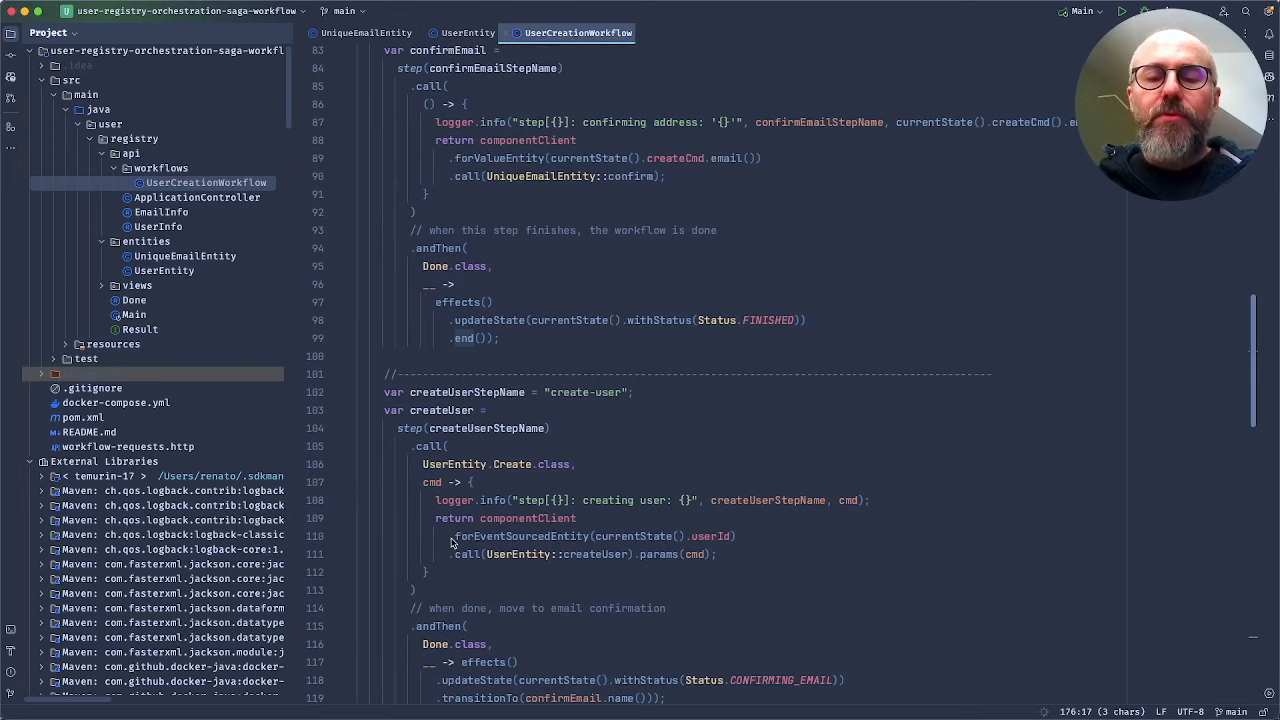 U user-registry-orchestration-saga-workflow main Main
Project UniqueEmailEntity UserEntity UserCreationWorkflow
user-registry-orchestration-saga-workfl
.idea
src
main
java
user
registry
api
workflows
UserCreationWorkflow
ApplicationController
EmailInfo
UserInfo
entities
UniqueEmailEntity
UserEntity
views
Done
Main
Result
resources
test
.gitignore
docker-compose.yml
pom.xml
README.md
workflow-requests.http
External Libraries
< temurin-17 > /Users/renato/.sdkman
Maven: ch.qos.logback.contrib:logback
Maven: ch.qos.logback.contrib:logback
Maven: ch.qos.logback:logback-classic
Maven: ch.qos.logback:logback-core:1.
Maven: com.fasterxml.jackson.core:jac
Maven: com.fasterxml.jackson.core:jac
Maven: com.fasterxml.jackson.core:jac
Maven: com.fasterxml.jackson.dataform
Maven: com.fasterxml.jackson.datatype
Maven: com.fasterxml.jackson.datatype
Maven: com.fasterxml.jackson.module:j
Maven: com.github.docker-java:docker-
Maven: com.github.docker-java:docker-
Maven: com.github.docker-java:docker-
83 var confirmEmail =
84 step(confirmEmailStepName)
85 .call(
86 () -> {
87 logger.info("step[{}]: confirming address: '{}'", confirmEmailStepName, currentState().createCmd().e
88 return componentClient
89 .forValueEntity(currentState().createCmd.email())
90 .call(UniqueEmailEntity::confirm);
91 }
92 )
93 // when this step finishes, the workflow is done
94 .andThen(
95 Done.class,
96 __ ->
97 effects()
98 .updateState(currentState().withStatus(Status.FINISHED))
99 .end());
100
101 //--------------------------------------------------------------------------------------------
102 var createUserStepName = "create-user";
103 var createUser =
104 step(createUserStepName)
105 .call(
106 UserEntity.Create.class,
107 cmd -> {
108 logger.info("step[{}]: creating user: {}", createUserStepName, cmd);
109 return componentClient
110 .forEventSourcedEntity(currentState().userId)
111 .call(UserEntity::createUser).params(cmd);
112 }
113 )
114 // when done, move to email confirmation
115 .andThen(
116 Done.class,
117 __ -> effects()
118 .updateState(currentState().withStatus(Status.CONFIRMING_EMAIL))
119 .transitionTo(confirmEmail.name()));
176:17 (3 chars) LF UTF-8 main